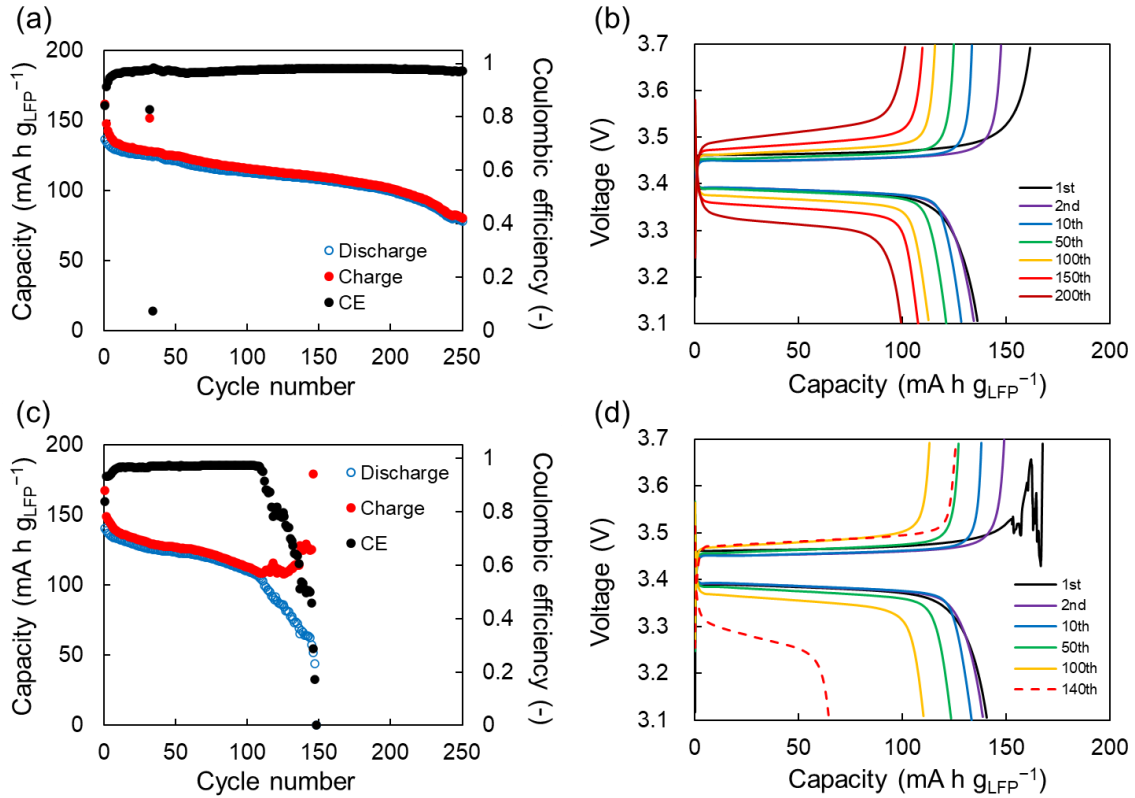 (a)
200
150
100
50
0
Capacity (mA h gLFP⁻¹)
0 50 100 150 200 250
Cycle number
1
0.8
0.6
0.4
0.2
0
Coulombic efficiency (-)
Discharge
Charge
CE
(b)
3.7
3.6
3.5
3.4
3.3
3.2
3.1
Voltage (V)
0 50 100 150 200
Capacity (mA h gLFP⁻¹)
1st
2nd
10th
50th
100th
150th
200th
(c)
200
150
100
50
0
Capacity (mA h gLFP⁻¹)
0 50 100 150 200 250
Cycle number
1
0.8
0.6
0.4
0.2
0
Coulombic efficiency (-)
Discharge
Charge
CE
(d)
3.7
3.6
3.5
3.4
3.3
3.2
3.1
Voltage (V)
0 50 100 150 200
Capacity (mA h gLFP⁻¹)
1st
2nd
10th
50th
100th
140th